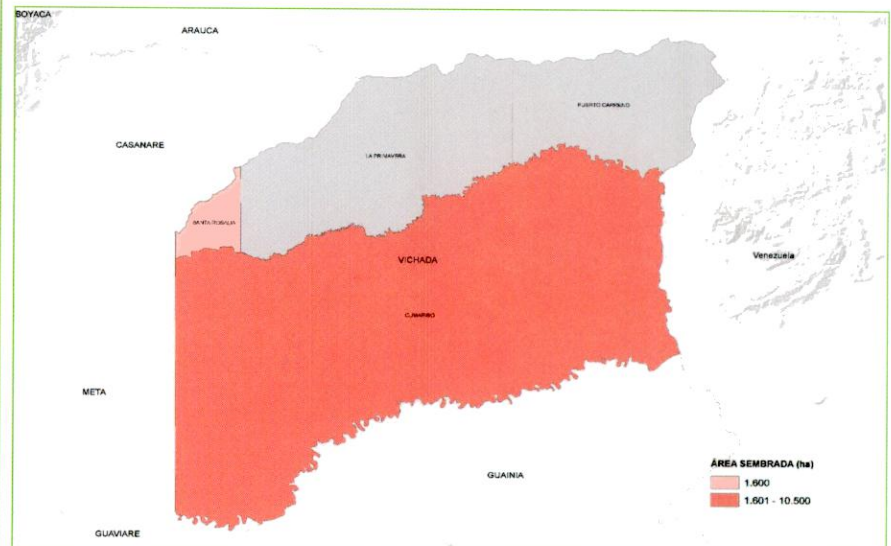 BOYACA
ARAUCA
PUERTO CARREÑO
CASANARE
LA PRIMAVERA
SANTA ROSALIA
VICHADA
Venezuela
CUMARIBO
META
ÁREA SEMBRADA (ha)
1.600
1.601 - 10.500
GUAINIA
GUAVIARE